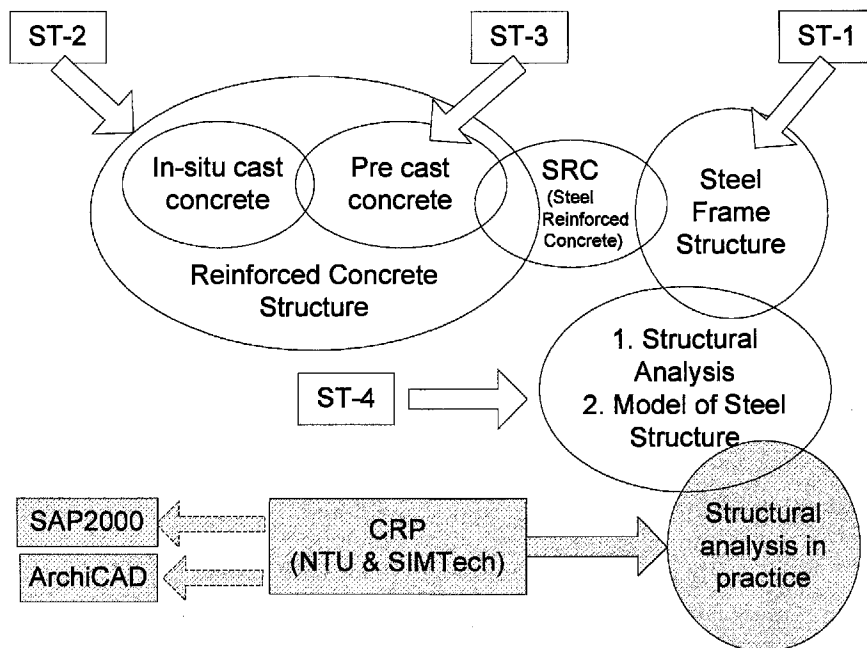 ST-2
ST-3
ST-1
In-situ cast
concrete
Pre cast
concrete
SRC
(Steel
Reinforced
Concrete)
Steel
Frame
Structure
Reinforced Concrete
Structure
1. Structural
Analysis
2. Model of Steel
Structure
ST-4
SAP2000
ArchiCAD
CRP
(NTU & SIMTech)
Structural
analysis in
practice